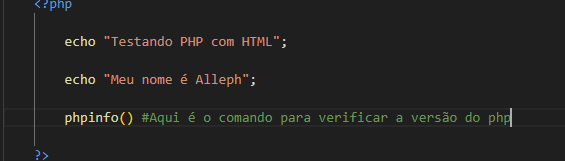 <?php
echo "Testando PHP com HTML";
echo "Meu nome é Alleph";
phpinfo() #Aqui é o comando para verificar a versão do php
?>